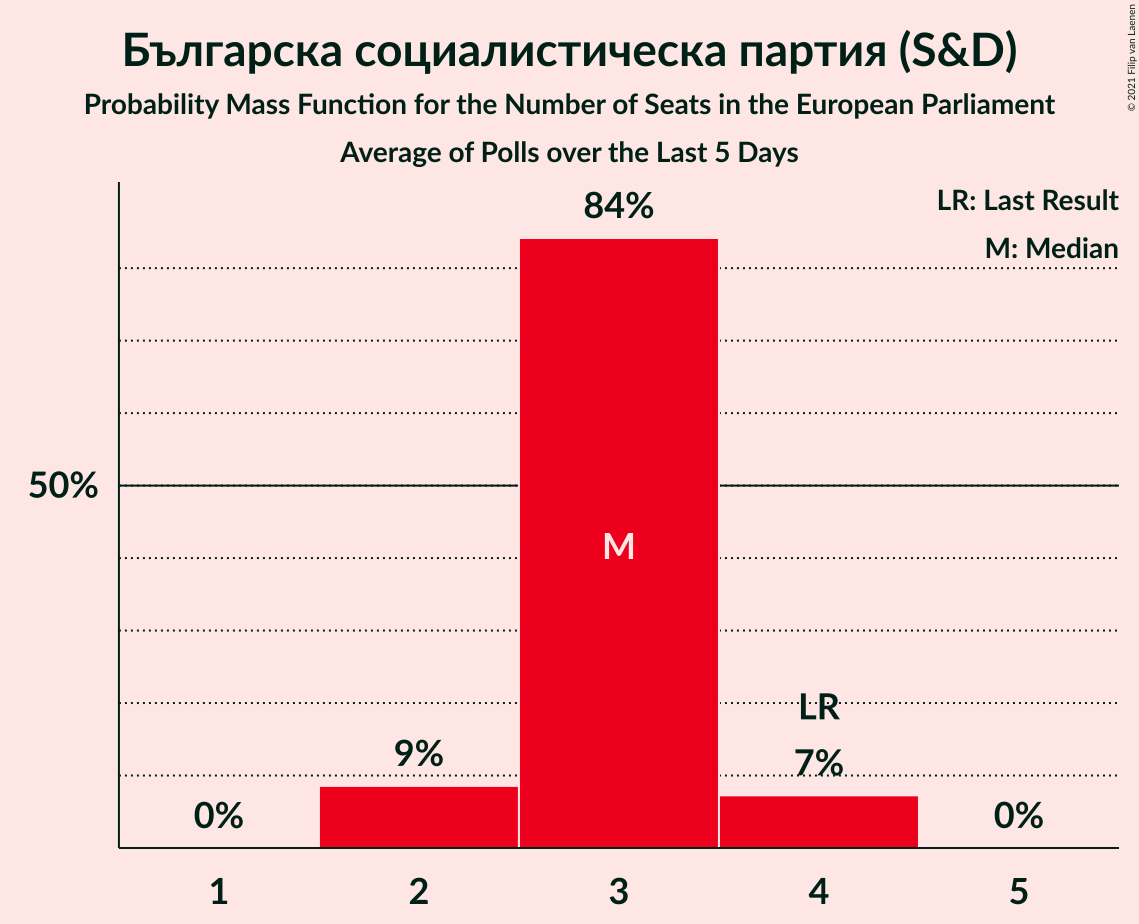 Българска социалистическа партия (S&D)
Probability Mass Function for the Number of Seats in the European Parliament
Average of Polls over the Last 5 Days
© 2021 Filip van Laenen
LR: Last Result
M: Median
84%
50%
M
LR
9%
7%
0%
0%
1
2
3
4
5